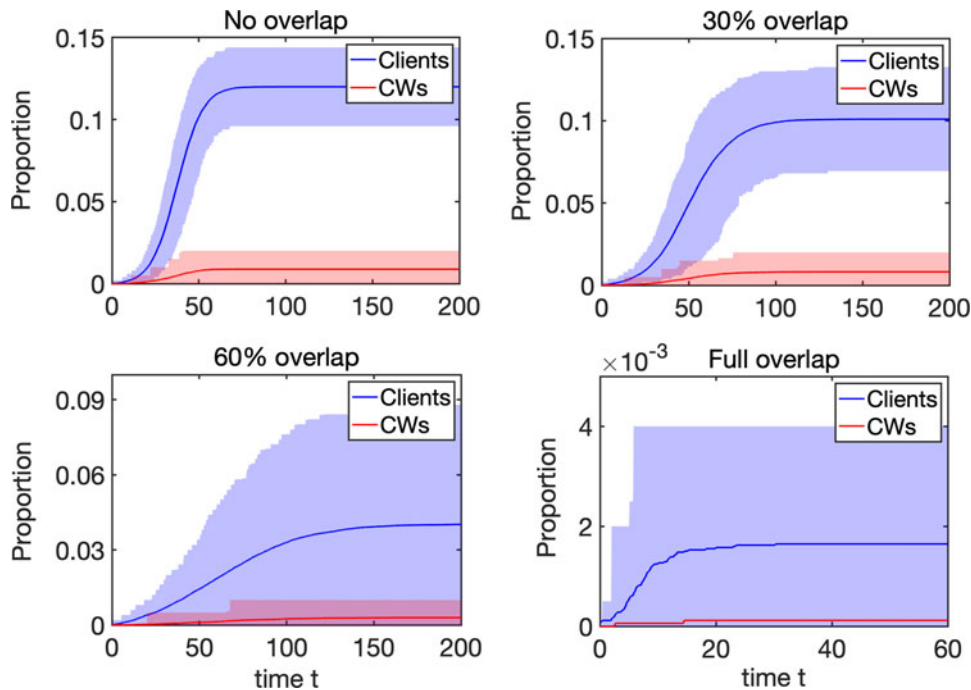 No overlap
0.15
0.1
0.05
0
Proportion
0 50 100 150 200
Clients
CWs
30% overlap
0.15
0.1
0.05
0
Proportion
0 50 100 150 200
Clients
CWs
60% overlap
0.09
0.06
0.03
0
Proportion
0 50 100 150 200
time t
Clients
CWs
×10⁻³ Full overlap
4
2
0
Proportion
0 20 40 60
time t
Clients
CWs